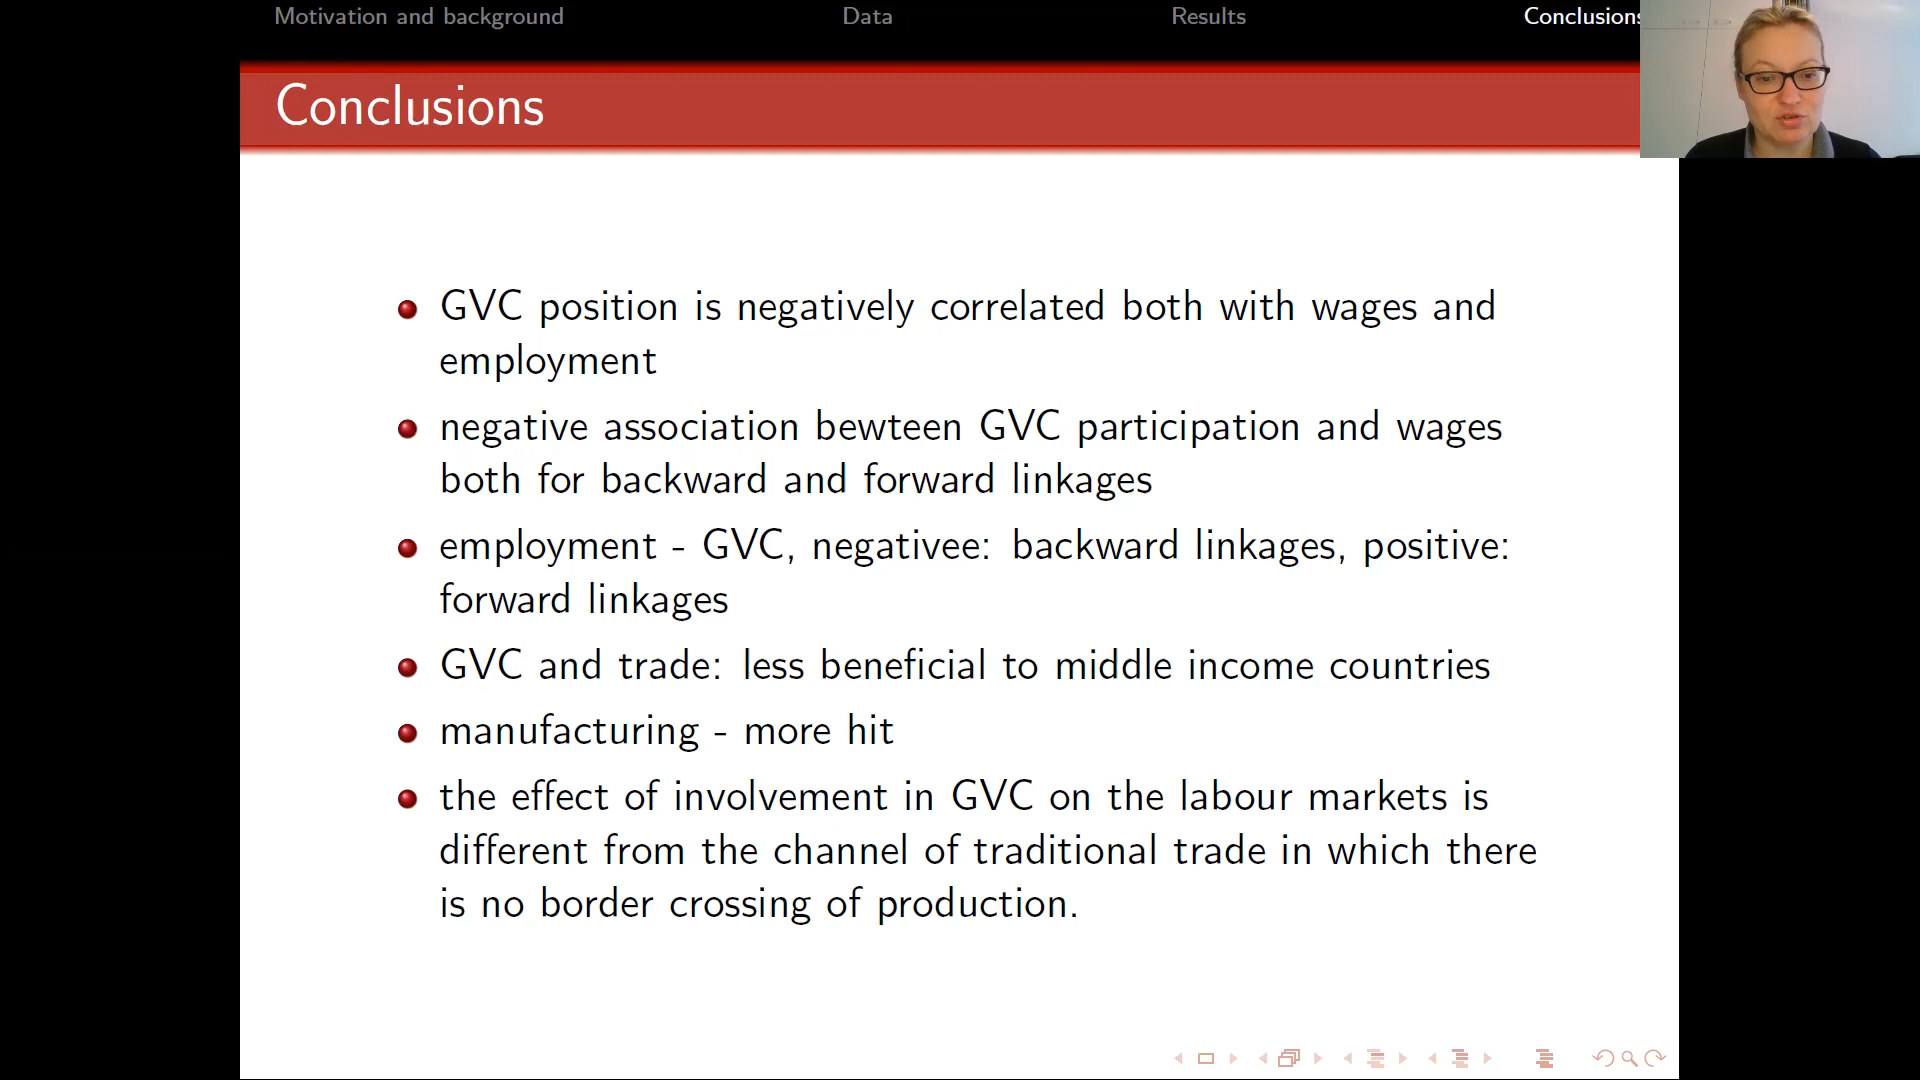 Motivation and background Data Results Conclusions
Conclusions
GVC position is negatively correlated both with wages and
employment
negative association bewteen GVC participation and wages
both for backward and forward linkages
employment - GVC, negativee: backward linkages, positive:
forward linkages
GVC and trade: less beneficial to middle income countries
manufacturing - more hit
the effect of involvement in GVC on the labour markets is
different from the channel of traditional trade in which there
is no border crossing of production.